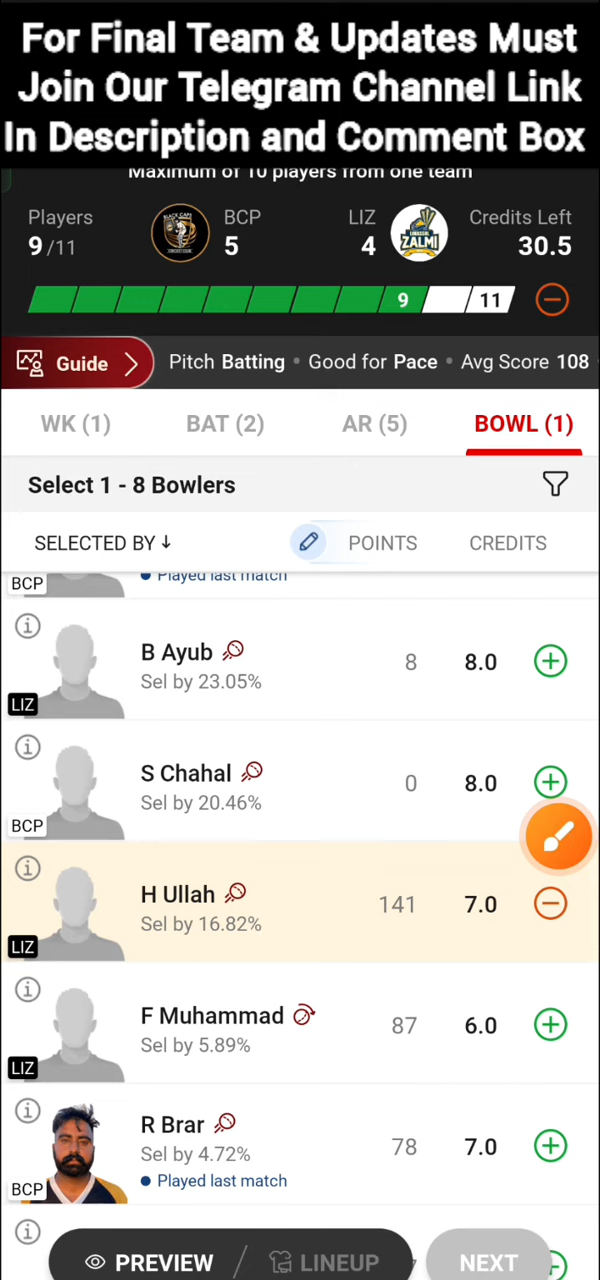 For Final Team & Updates Must
Join Our Telegram Channel Link
In Description and Comment Box
Maximum of 10 players from one team
Players BCP LIZ Credits Left
9/11 BLACK CAPS ZALMI 5 4 30.5
9 11
Guide Pitch Batting • Good for Pace • Avg Score 108
WK (1) BAT (2) AR (5) BOWL (1)
Select 1 - 8 Bowlers
SELECTED BY ↓ POINTS CREDITS
BCP Played last match
B Ayub 8 8.0
Sel by 23.05%
LIZ
S Chahal 0 8.0
Sel by 20.46%
BCP
H Ullah 141 7.0
Sel by 16.82%
LIZ
F Muhammad 87 6.0
Sel by 5.89%
LIZ
R Brar 78 7.0
Sel by 4.72%
BCP Played last match
PREVIEW / LINEUP NEXT